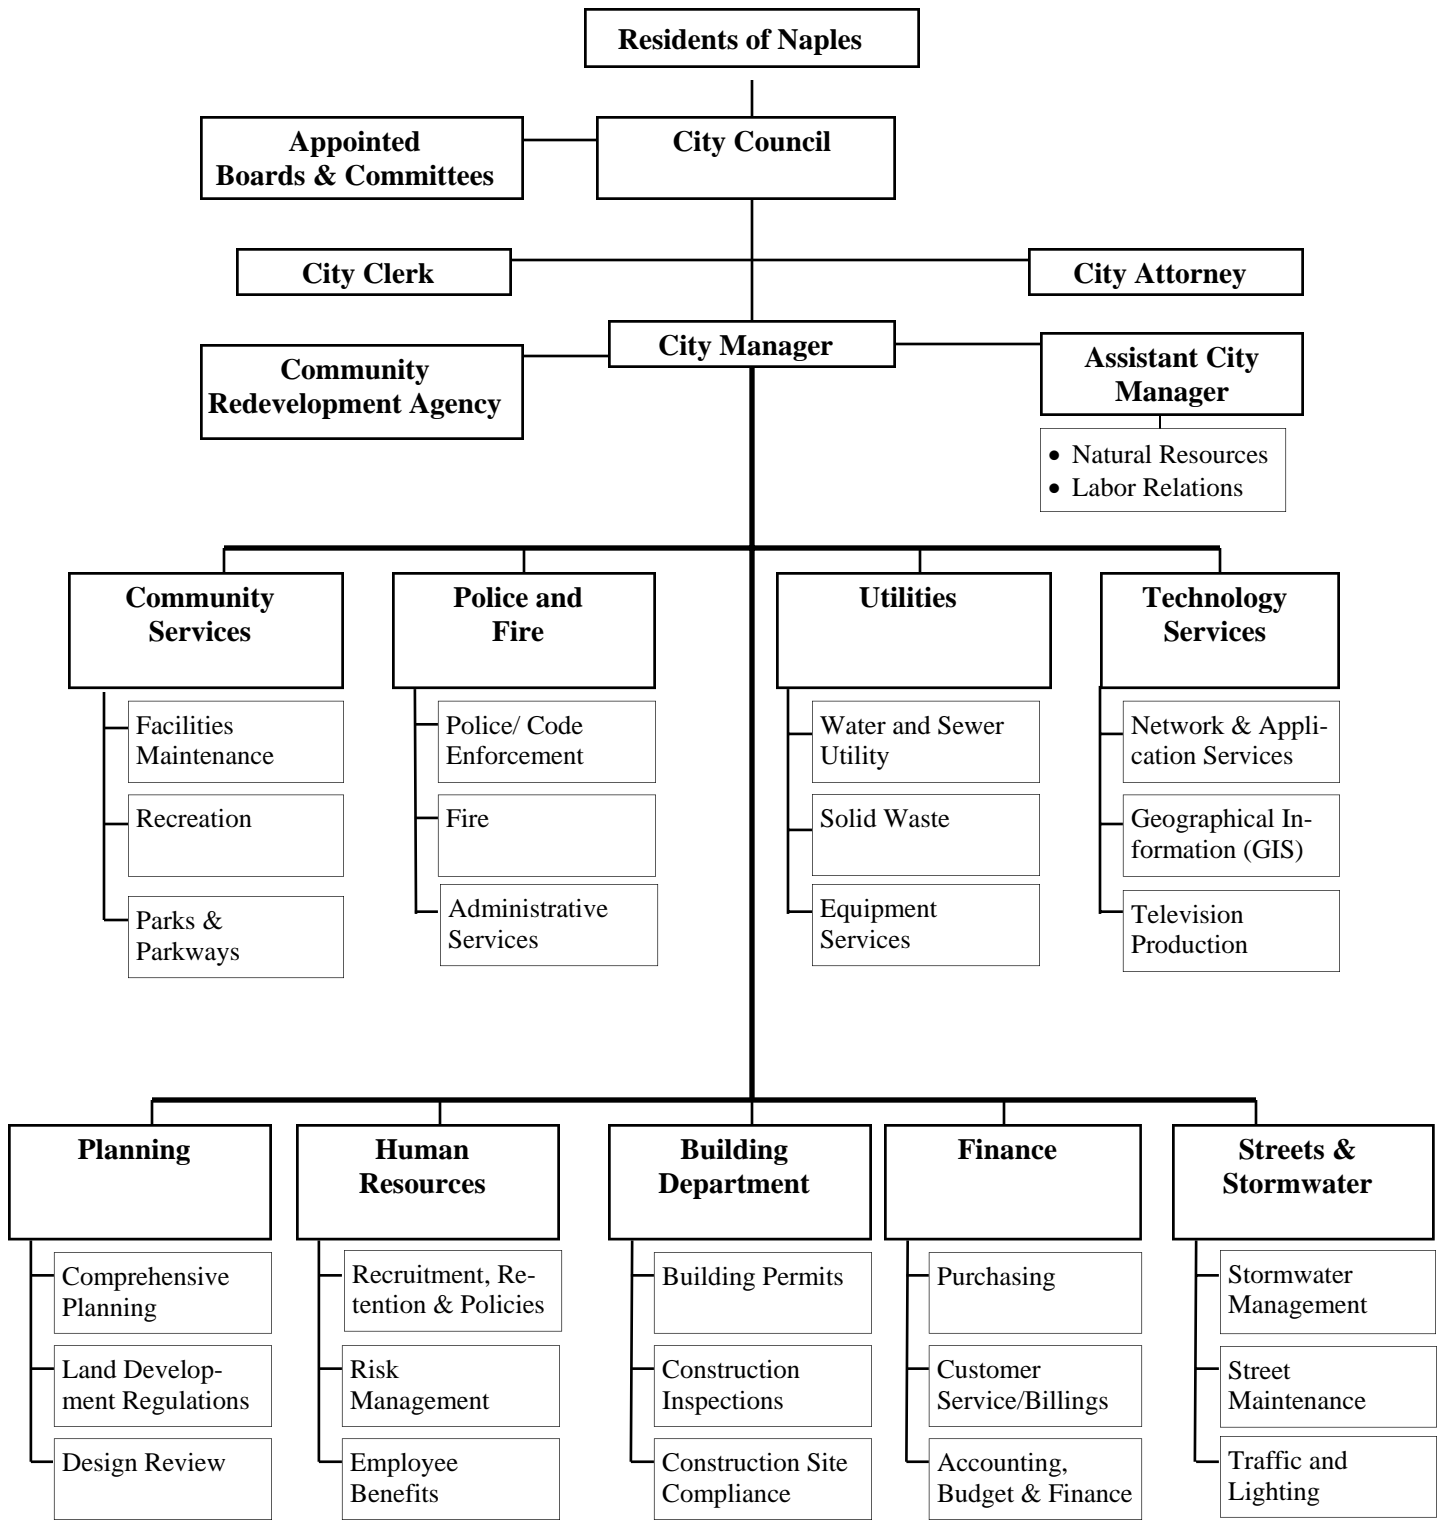 Residents of Naples
Appointed
Boards & Committees
City Council
City Clerk
City Attorney
City Manager
Community
Redevelopment Agency
Assistant City
Manager
• Natural Resources
• Labor Relations
Community
Services
Facilities
Maintenance
Recreation
Parks &
Parkways
Police and
Fire
Police/ Code
Enforcement
Fire
Administrative
Services
Utilities
Water and Sewer
Utility
Solid Waste
Equipment
Services
Technology
Services
Network & Appli-
cation Services
Geographical In-
formation (GIS)
Television
Production
Planning
Comprehensive
Planning
Land Develop-
ment Regulations
Design Review
Human
Resources
Recruitment, Re-
tention & Policies
Risk
Management
Employee
Benefits
Building
Department
Building Permits
Construction
Inspections
Construction Site
Compliance
Finance
Purchasing
Customer
Service/Billings
Accounting,
Budget & Finance
Streets &
Stormwater
Stormwater
Management
Street
Maintenance
Traffic and
Lighting